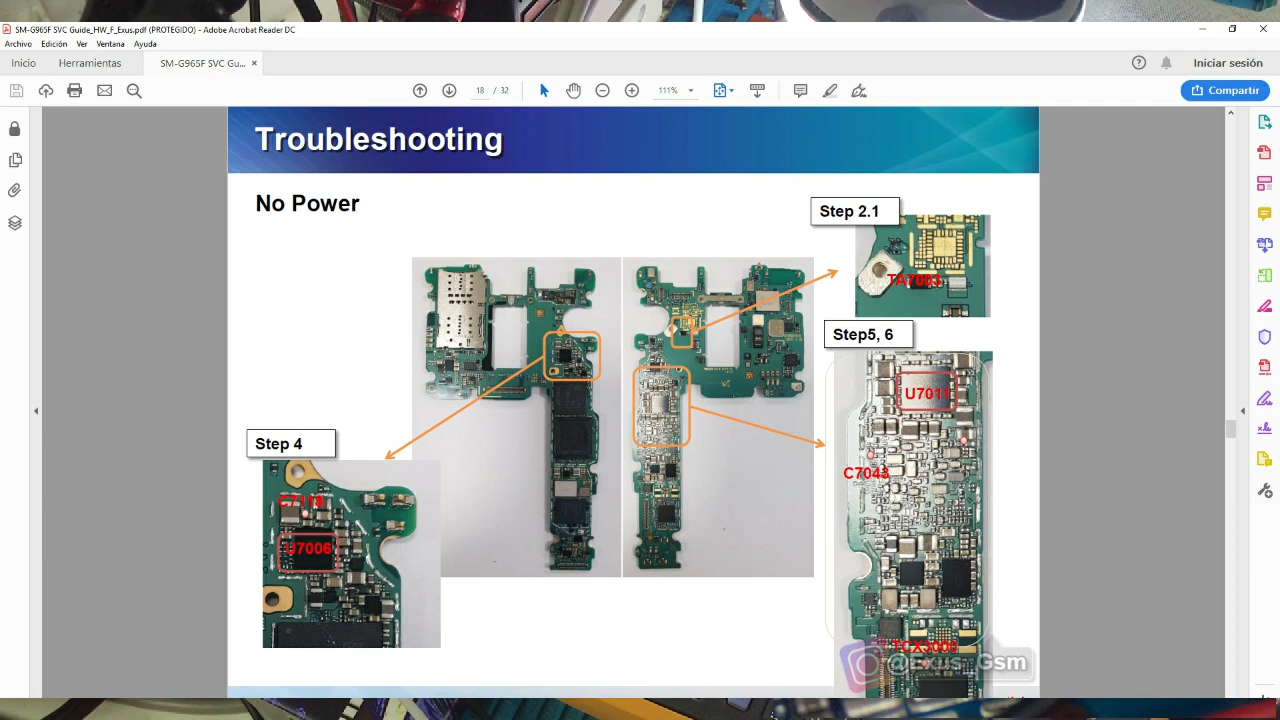 SM-G965F SVC Guide_HW_F_Exus.pdf (PROTEGIDO) - Adobe Acrobat Reader DC
Archivo Edición Ver Ventana Ayuda
Inicio Herramientas SM-G965F SVC Gu... ×
Iniciar sesión
18 / 32
111%
Compartir
Troubleshooting
No Power
Step 2.1
TA7003
Step5, 6
U7011
C7043
Step 4
U7006
TCX3000
@Exus_Gsm